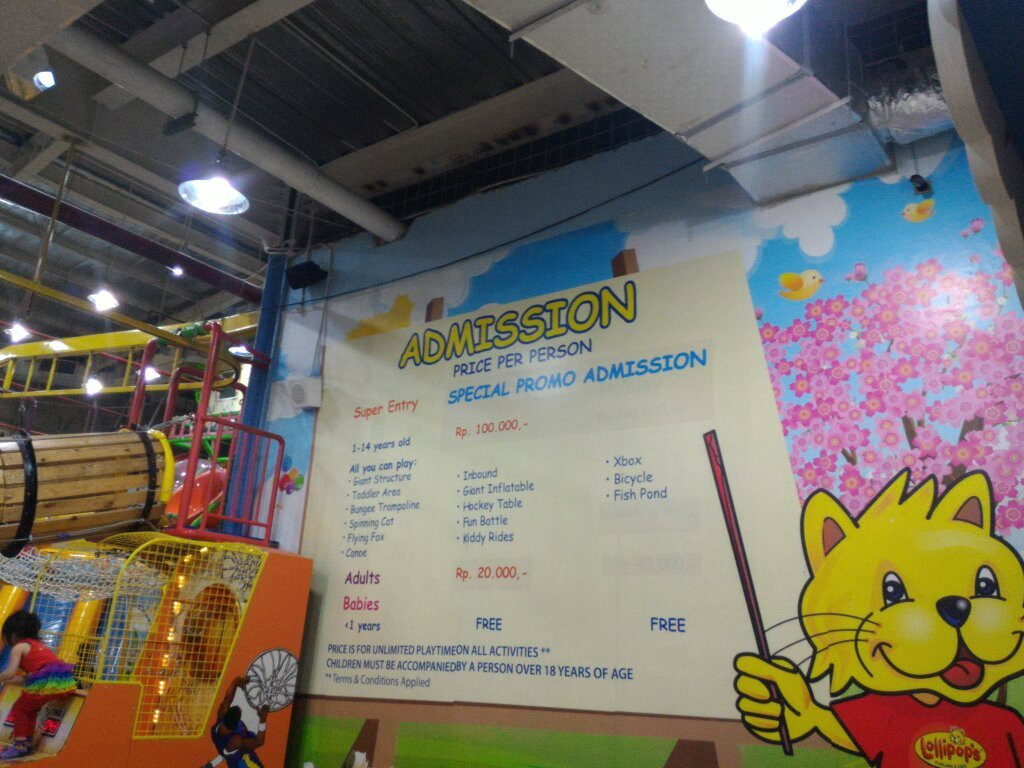 ADMISSION
PRICE PER PERSON
SPECIAL PROMO ADMISSION
Super Entry
Rp. 100.000,-
1-14 years old
All you can play:
• Giant Structure
• Toddler Area
• Bungee Trampoline
• Spinning Cat
• Flying Fox
• Canoe
• Inbound
• Giant Inflatable
• Hockey Table
• Fun Battle
• Kiddy Rides
• Xbox
• Bicycle
• Fish Pond
Adults
Rp. 20.000,-
Babies
<1 years
FREE
FREE
PRICE IS FOR UNLIMITED PLAYTIMEON ALL ACTIVITIES **
CHILDREN MUST BE ACCOMPANIEDBY A PERSON OVER 18 YEARS OF AGE
** Terms & Conditions Applied
Lollipop's